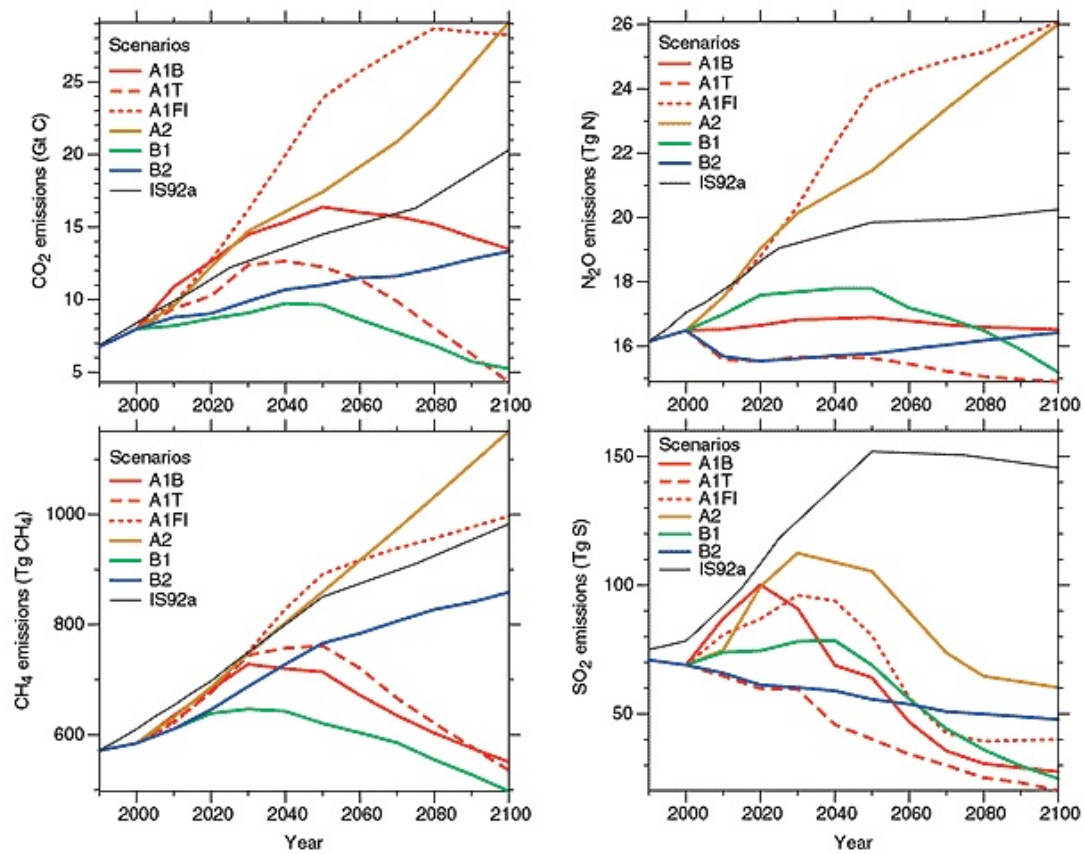 Scenarios
A1B
A1T
A1FI
A2
B1
B2
IS92a
CO2 emissions (Gt C)
25
20
15
10
5
2000 2020 2040 2060 2080 2100
Scenarios
A1B
A1T
A1FI
A2
B1
B2
IS92a
N2O emissions (Tg N)
26
24
22
20
18
16
2000 2020 2040 2060 2080 2100
Scenarios
A1B
A1T
A1FI
A2
B1
B2
IS92a
CH4 emissions (Tg CH4)
1000
800
600
2000 2020 2040 2060 2080 2100
Year
Scenarios
A1B
A1T
A1FI
A2
B1
B2
IS92a
SO2 emissions (Tg S)
150
100
50
2000 2020 2040 2060 2080 2100
Year